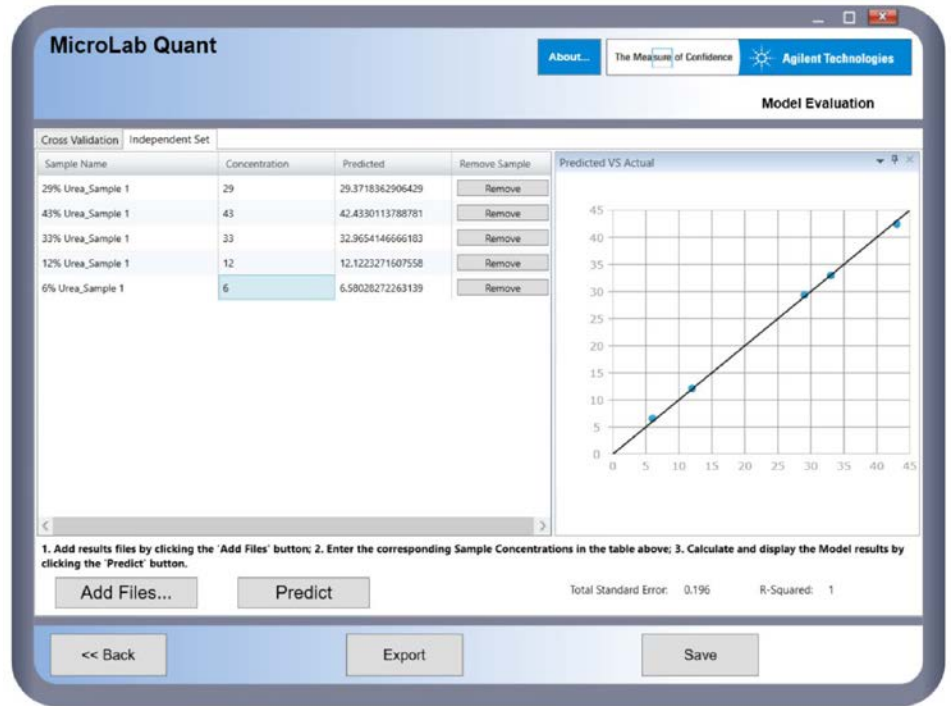 MicroLab Quant
About...
The Measure of Confidence
Agilent Technologies
Model Evaluation
Cross Validation Independent Set
Sample Name Concentration Predicted Remove Sample
29% Urea_Sample 1 29 29.3718362906429 Remove
43% Urea_Sample 1 43 42.4330113788781 Remove
33% Urea_Sample 1 33 32.9654146666183 Remove
12% Urea_Sample 1 12 12.1223271607558 Remove
6% Urea_Sample 1 6 6.58028272263139 Remove
Predicted VS Actual
45
40
35
30
25
20
15
10
5
0
0 5 10 15 20 25 30 35 40 45
1. Add results files by clicking the 'Add Files' button; 2. Enter the corresponding Sample Concentrations in the table above; 3. Calculate and display the Model results by
clicking the 'Predict' button.
Add Files... Predict Total Standard Error: 0.196 R-Squared: 1
<< Back Export Save